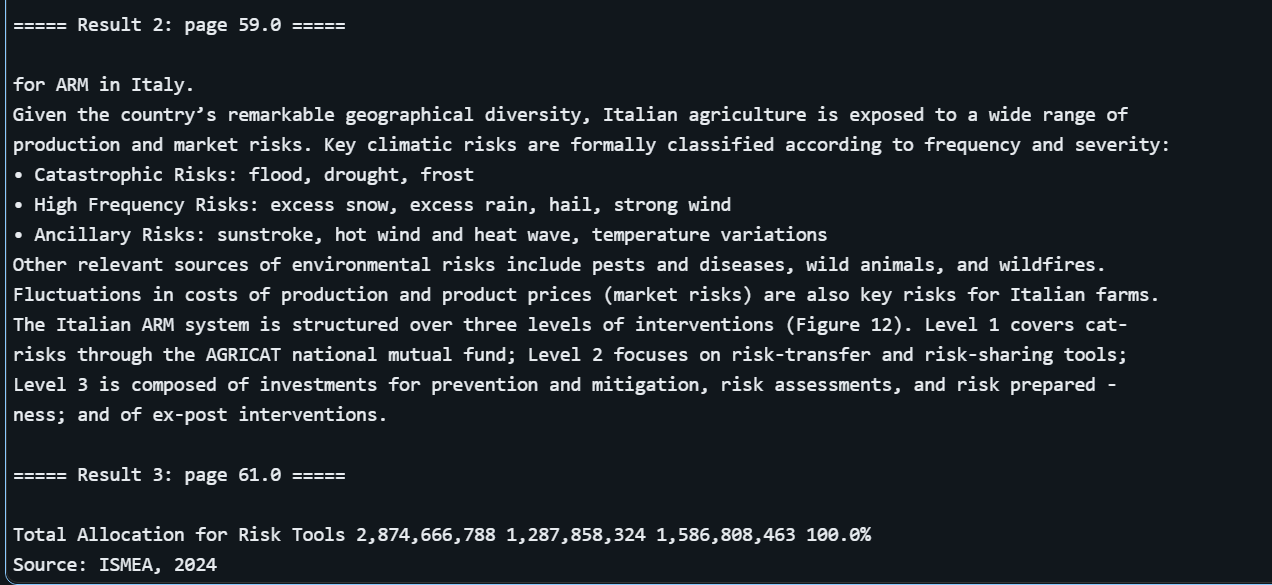 ===== Result 2: page 59.0 =====
for ARM in Italy.
Given the country’s remarkable geographical diversity, Italian agriculture is exposed to a wide range of
production and market risks. Key climatic risks are formally classified according to frequency and severity:
• Catastrophic Risks: flood, drought, frost
• High Frequency Risks: excess snow, excess rain, hail, strong wind
• Ancillary Risks: sunstroke, hot wind and heat wave, temperature variations
Other relevant sources of environmental risks include pests and diseases, wild animals, and wildfires.
Fluctuations in costs of production and product prices (market risks) are also key risks for Italian farms.
The Italian ARM system is structured over three levels of interventions (Figure 12). Level 1 covers cat-
risks through the AGRICAT national mutual fund; Level 2 focuses on risk-transfer and risk-sharing tools;
Level 3 is composed of investments for prevention and mitigation, risk assessments, and risk prepared -
ness; and of ex-post interventions.
===== Result 3: page 61.0 =====
Total Allocation for Risk Tools 2,874,666,788 1,287,858,324 1,586,808,463 100.0%
Source: ISMEA, 2024